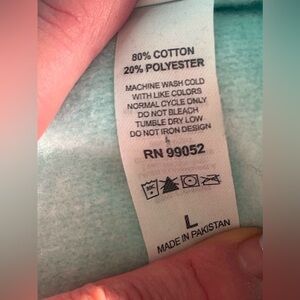 80% COTTON
20% POLYESTER
MACHINE WASH COLD
WITH LIKE COLORS
NORMAL CYCLE ONLY
DO NOT BLEACH
TUMBLE DRY LOW
DO NOT IRON DESIGN
RN 99052
L
MADE IN PAKISTAN